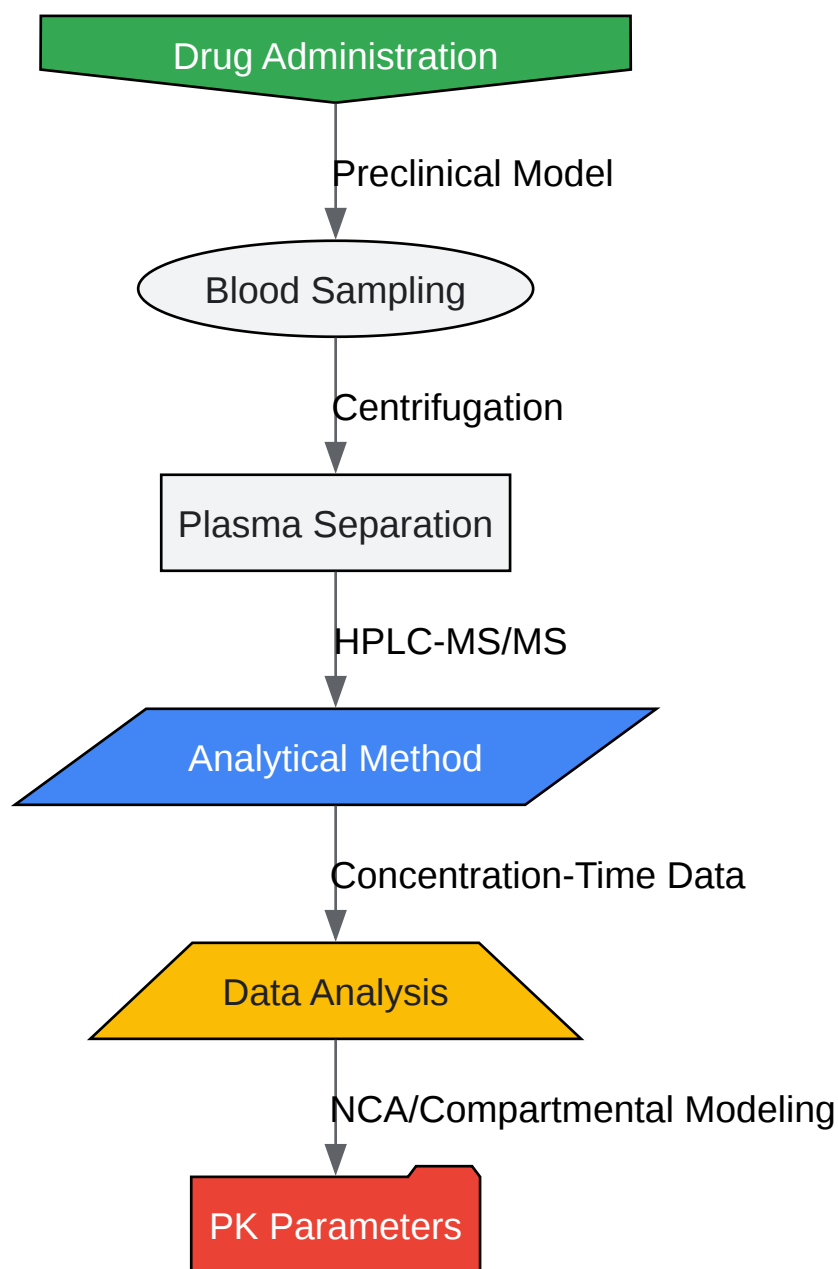 Drug Administration
Preclinical Model
Blood Sampling
Centrifugation
Plasma Separation
HPLC-MS/MS
Analytical Method
Concentration-Time Data
Data Analysis
NCA/Compartmental Modeling
PK Parameters